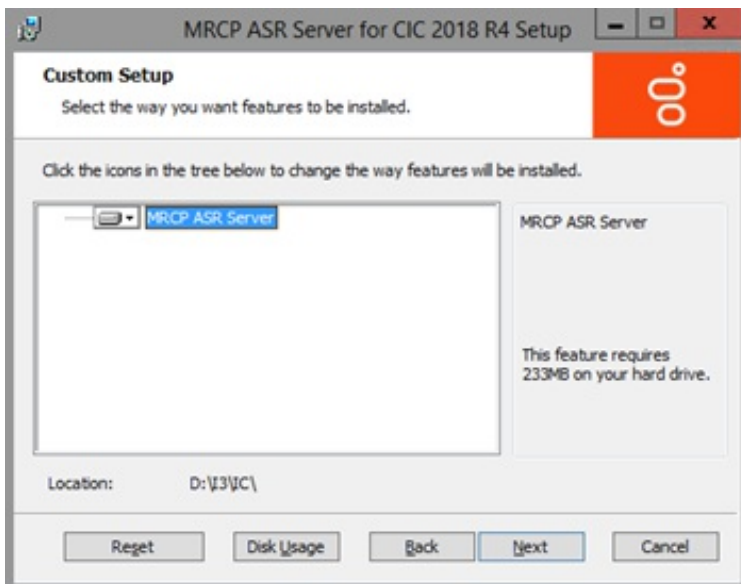 MRCP ASR Server for CIC 2018 R4 Setup
Custom Setup
Select the way you want features to be installed.
Click the icons in the tree below to change the way features will be installed.
MRCP ASR Server
MRCP ASR Server
This feature requires
233MB on your hard drive.
Location: D:\I3\IC\
Reset Disk Usage Back Next Cancel